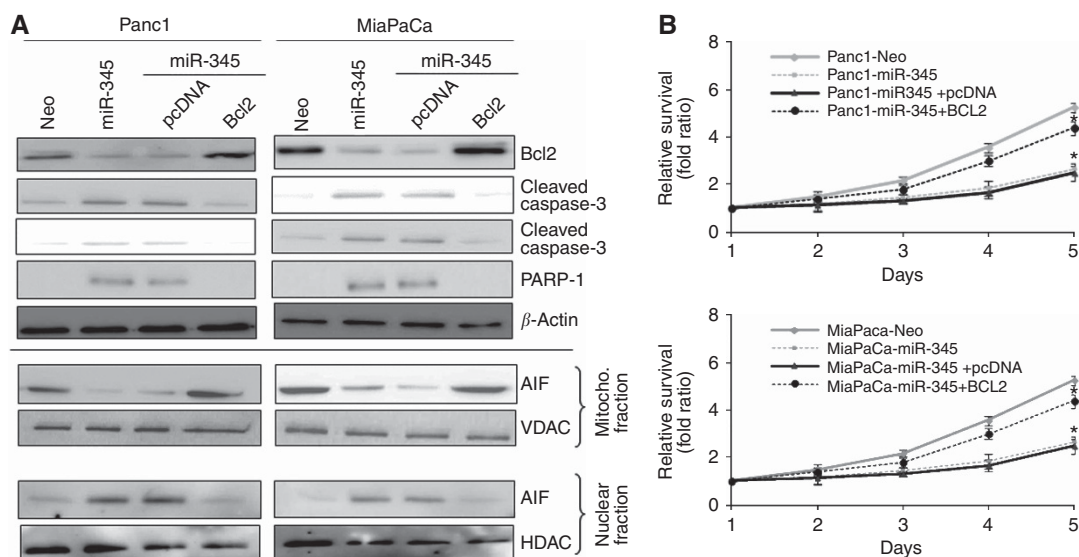 A
Panc1
MiaPaCa
miR-345
miR-345
Neo
miR-345
pcDNA
Bcl2
Neo
miR-345
pcDNA
Bcl2
Bcl2
Cleaved
caspase-3
Cleaved
caspase-3
PARP-1
β-Actin
AIF
VDAC
Mitocho.
fraction
AIF
HDAC
Nuclear
fraction
B
8
6
4
2
0
Relative survival
(fold ratio)
Panc1-Neo
Panc1-miR-345
Panc1-miR345 +pcDNA
Panc1-miR-345+BCL2
*
*
1 2 3 4 5
Days
8
6
4
2
0
Relative survival
(fold ratio)
MiaPaca-Neo
MiaPaCa-miR-345
MiaPaCa-miR-345 +pcDNA
MiaPaCa-miR-345+BCL2
*
*
1 2 3 4 5
Days